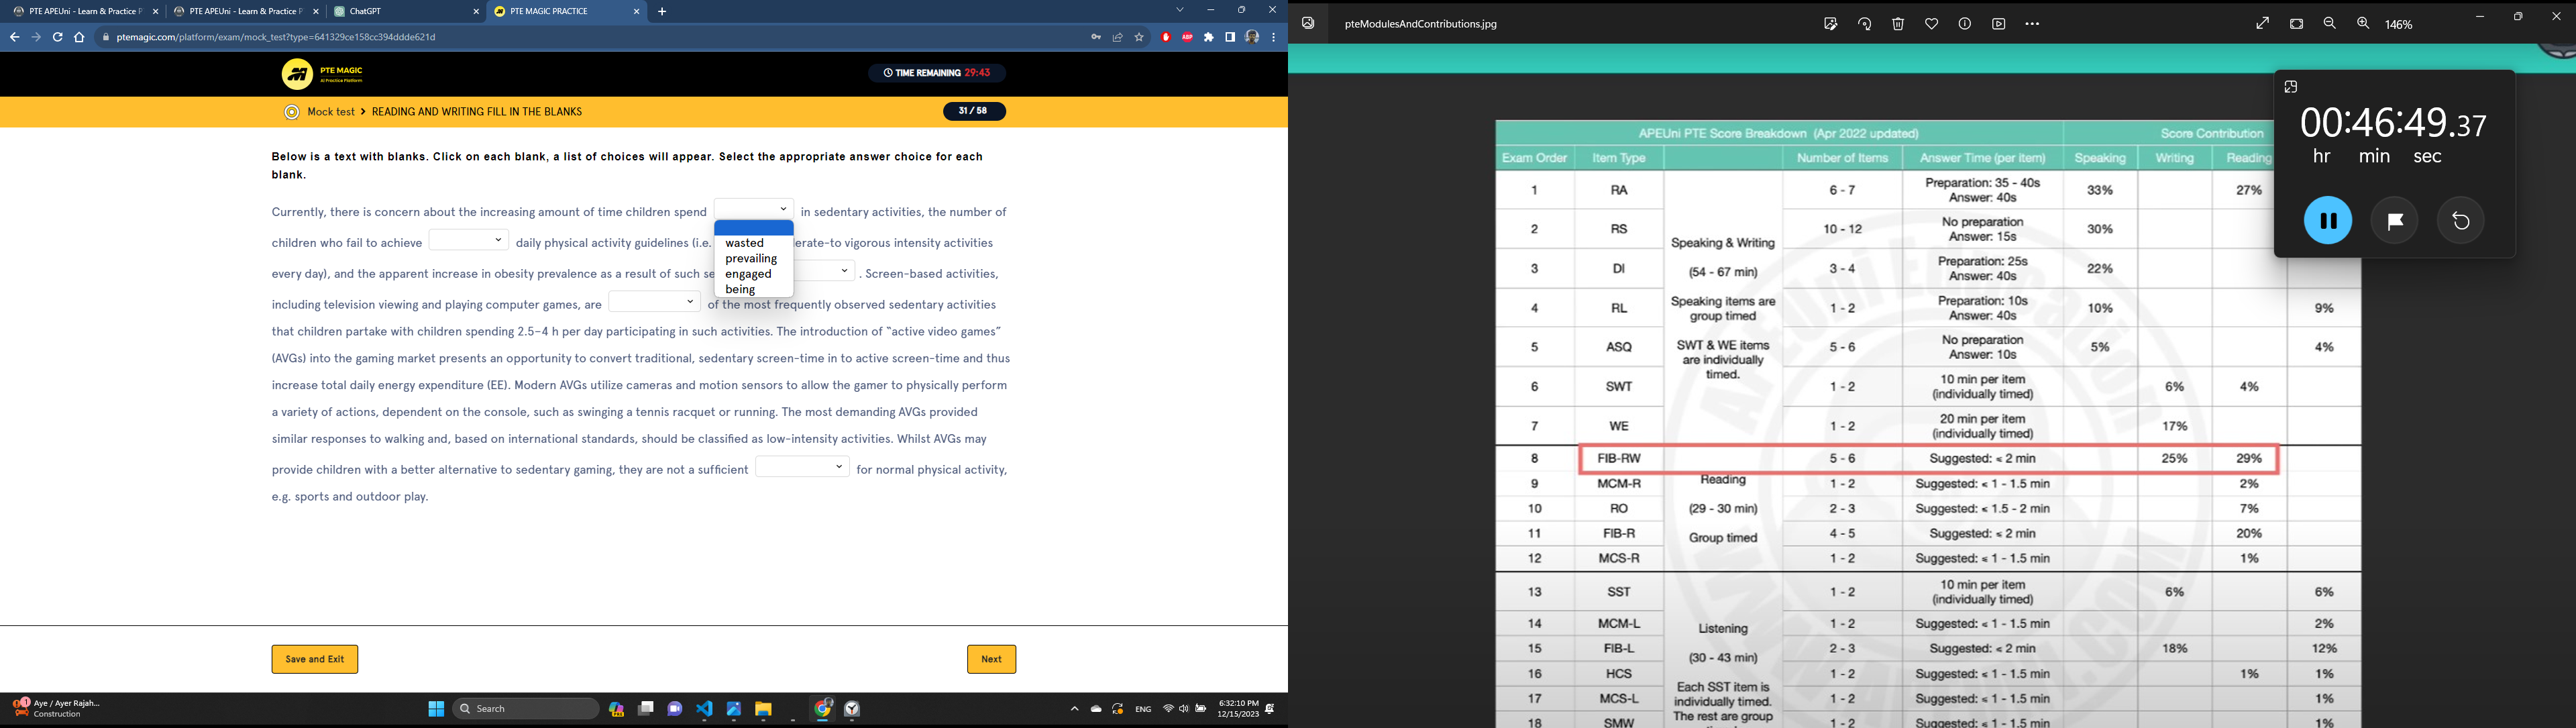 PTE APEUni - Learn & Practice P
PTE APEUni - Learn & Practice P
ChatGPT
PTE MAGIC PRACTICE
ptemagic.com/platform/exam/mock_test?type=641329ce158cc394ddde621d
PTE MAGIC
AI Practice Platform
TIME REMAINING 29:43
Mock test > READING AND WRITING FILL IN THE BLANKS
31 / 58
Below is a text with blanks. Click on each blank, a list of choices will appear. Select the appropriate answer choice for each
blank.
Currently, there is concern about the increasing amount of time children spend in sedentary activities, the number of
children who fail to achieve daily physical activity guidelines (i.e. erate-to vigorous intensity activities
every day), and the apparent increase in obesity prevalence as a result of such se . Screen-based activities,
including television viewing and playing computer games, are of the most frequently observed sedentary activities
wasted
prevailing
engaged
being
that children partake with children spending 2.5–4 h per day participating in such activities. The introduction of “active video games”
(AVGs) into the gaming market presents an opportunity to convert traditional, sedentary screen-time in to active screen-time and thus
increase total daily energy expenditure (EE). Modern AVGs utilize cameras and motion sensors to allow the gamer to physically perform
a variety of actions, dependent on the console, such as swinging a tennis racquet or running. The most demanding AVGs provided
similar responses to walking and, based on international standards, should be classified as low-intensity activities. Whilst AVGs may
provide children with a better alternative to sedentary gaming, they are not a sufficient for normal physical activity,
e.g. sports and outdoor play.
Save and Exit
Next
Aye / Ayer Rajah...
Construction
Search
ENG
6:32:10 PM
12/15/2023
pteModulesAndContributions.jpg
146%
00:46:49.37
hr min sec
APEUni PTE Score Breakdown (Apr 2022 updated) Score Contribution
Exam Order Item Type Number of Items Answer Time (per item) Speaking Writing Reading
1 RA 6 - 7 Preparation: 35 - 40s 33% 27%
Answer: 40s
2 RS 10 - 12 No preparation 30%
Answer: 15s
Speaking & Writing
(54 - 67 min)
3 DI 3 - 4 Preparation: 25s 22%
Answer: 40s
Speaking items are
group timed
4 RL 1 - 2 Preparation: 10s 10% 9%
Answer: 40s
SWT & WE items
are individually
timed.
5 ASQ 5 - 6 No preparation 5% 4%
Answer: 10s
6 SWT 1 - 2 10 min per item 6% 4%
(individually timed)
7 WE 1 - 2 20 min per item 17%
(individually timed)
8 FIB-RW 5 - 6 Suggested: < 2 min 25% 29%
Reading
9 MCM-R 1 - 2 Suggested: < 1 - 1.5 min 2%
10 RO (29 - 30 min) 2 - 3 Suggested: < 1.5 - 2 min 7%
11 FIB-R 4 - 5 Suggested: < 2 min 20%
Group timed
12 MCS-R 1 - 2 Suggested: < 1 - 1.5 min 1%
13 SST 1 - 2 10 min per item 6% 6%
(individually timed)
14 MCM-L 1 - 2 Suggested: < 1 - 1.5 min 2%
Listening
15 FIB-L 2 - 3 Suggested: < 2 min 18% 12%
(30 - 43 min)
16 HCS 1 - 2 Suggested: < 1 - 1.5 min 1% 1%
Each SST item is
individually timed.
17 MCS-L 1 - 2 Suggested: < 1 - 1.5 min 1%
The rest are group
18 SMW 1 - 2 Suggested: < 1 - 1.5 min 1%